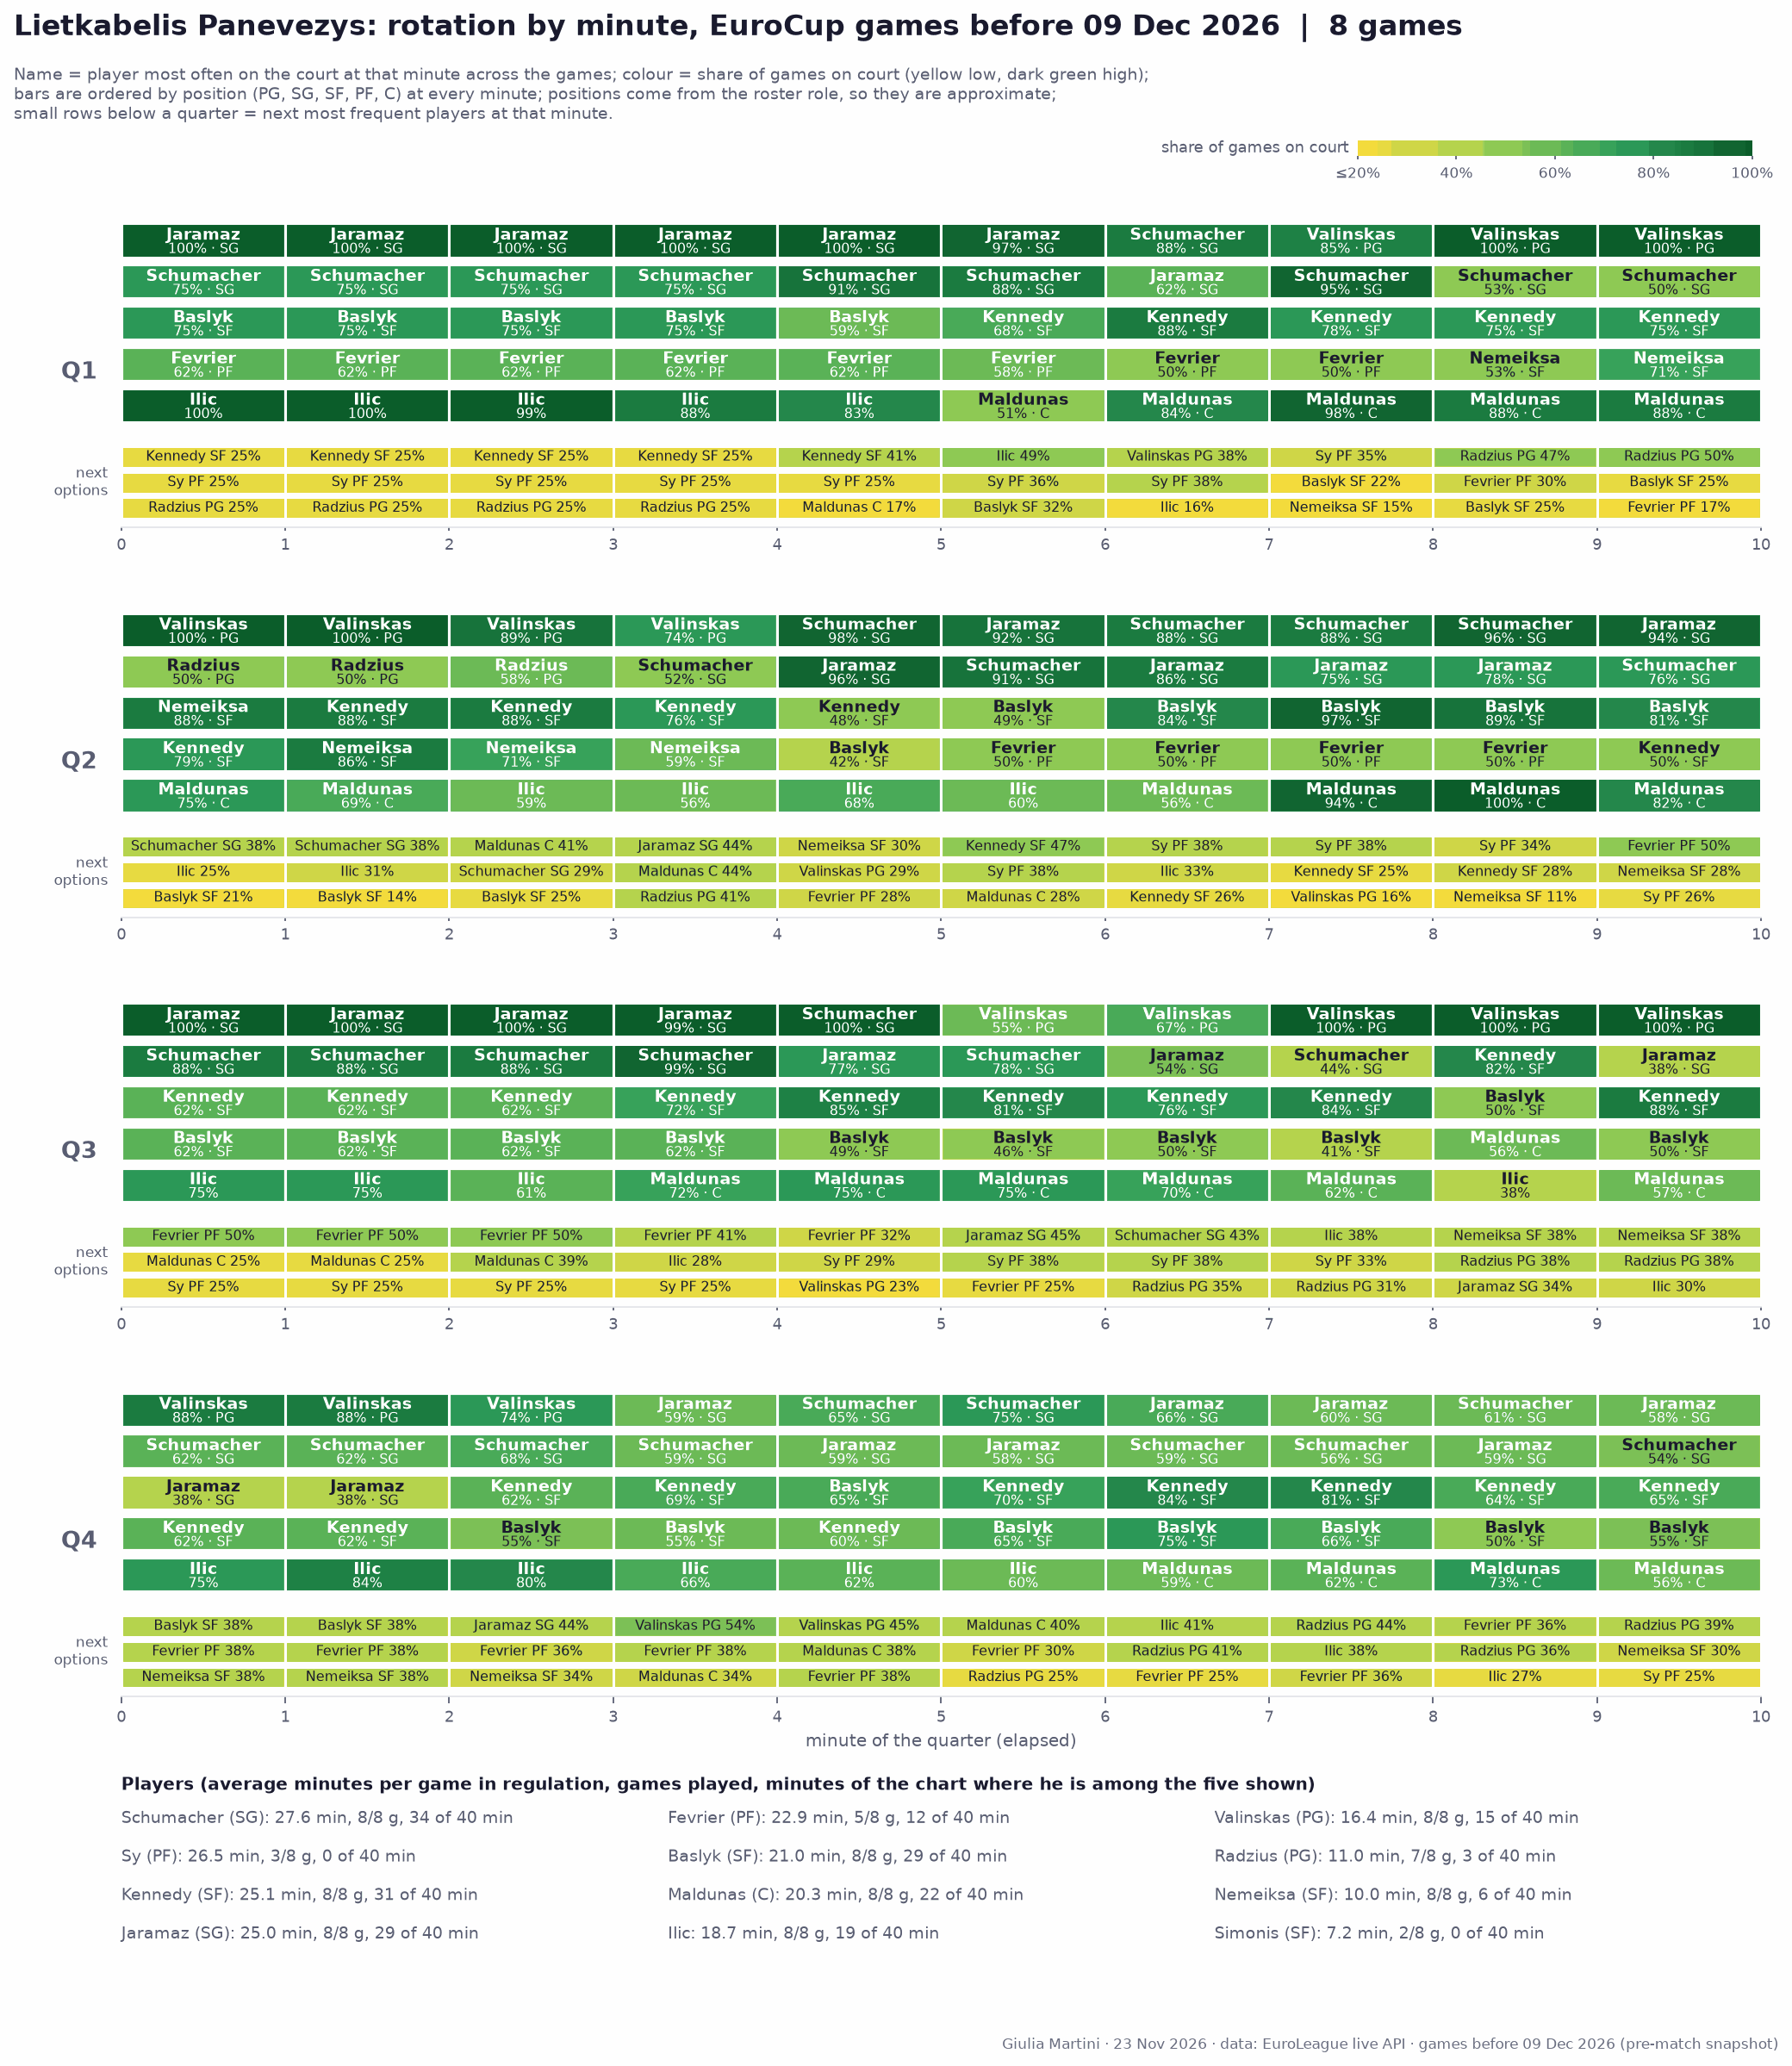 Lietkabelis Panevezys: rotation by minute, EuroCup games before 09 Dec 2026 | 8 games
Name = player most often on the court at that minute across the games; colour = share of games on court (yellow low, dark green high);
bars are ordered by position (PG, SG, SF, PF, C) at every minute; positions come from the roster role, so they are approximate;
small rows below a quarter = next most frequent players at that minute.
share of games on court
≤20% 40% 60% 80% 100%
Q1
Jaramaz Jaramaz Jaramaz Jaramaz Jaramaz Jaramaz Schumacher Valinskas Valinskas Valinskas
100% · SG 100% · SG 100% · SG 100% · SG 100% · SG 97% · SG 88% · SG 85% · PG 100% · PG 100% · PG
Schumacher Schumacher Schumacher Schumacher Schumacher Schumacher Jaramaz Schumacher Schumacher Schumacher
75% · SG 75% · SG 75% · SG 75% · SG 91% · SG 88% · SG 62% · SG 95% · SG 53% · SG 50% · SG
Baslyk Baslyk Baslyk Baslyk Baslyk Kennedy Kennedy Kennedy Kennedy Kennedy
75% · SF 75% · SF 75% · SF 75% · SF 59% · SF 68% · SF 88% · SF 78% · SF 75% · SF 75% · SF
Fevrier Fevrier Fevrier Fevrier Fevrier Fevrier Fevrier Fevrier Nemeiksa Nemeiksa
62% · PF 62% · PF 62% · PF 62% · PF 62% · PF 58% · PF 50% · PF 50% · PF 53% · SF 71% · SF
Ilic Ilic Ilic Ilic Ilic Maldunas Maldunas Maldunas Maldunas Maldunas
100% 100% 99% 88% 83% 51% · C 84% · C 98% · C 88% · C 88% · C
next options
Kennedy SF 25% Kennedy SF 25% Kennedy SF 25% Kennedy SF 25% Kennedy SF 41% Ilic 49% Valinskas PG 38% Sy PF 35% Radzius PG 47% Radzius PG 50%
Sy PF 25% Sy PF 25% Sy PF 25% Sy PF 25% Sy PF 25% Sy PF 36% Sy PF 38% Baslyk SF 22% Fevrier PF 30% Baslyk SF 25%
Radzius PG 25% Radzius PG 25% Radzius PG 25% Radzius PG 25% Maldunas C 17% Baslyk SF 32% Ilic 16% Nemeiksa SF 15% Baslyk SF 25% Fevrier PF 17%
0 1 2 3 4 5 6 7 8 9 10
Q2
Valinskas Valinskas Valinskas Valinskas Schumacher Jaramaz Schumacher Schumacher Schumacher Jaramaz
100% · PG 100% · PG 89% · PG 74% · PG 98% · SG 92% · SG 88% · SG 88% · SG 96% · SG 94% · SG
Radzius Radzius Radzius Schumacher Jaramaz Schumacher Jaramaz Jaramaz Jaramaz Schumacher
50% · PG 50% · PG 58% · PG 52% · SG 96% · SG 91% · SG 86% · SG 75% · SG 78% · SG 76% · SG
Nemeiksa Kennedy Kennedy Kennedy Kennedy Baslyk Baslyk Baslyk Baslyk Baslyk
88% · SF 88% · SF 88% · SF 76% · SF 48% · SF 49% · SF 84% · SF 97% · SF 89% · SF 81% · SF
Kennedy Nemeiksa Nemeiksa Nemeiksa Baslyk Fevrier Fevrier Fevrier Fevrier Kennedy
79% · SF 86% · SF 71% · SF 59% · SF 42% · SF 50% · PF 50% · PF 50% · PF 50% · PF 50% · SF
Maldunas Maldunas Ilic Ilic Ilic Ilic Maldunas Maldunas Maldunas Maldunas
75% · C 69% · C 59% 56% 68% 60% 56% · C 94% · C 100% · C 82% · C
next options
Schumacher SG 38% Schumacher SG 38% Maldunas C 41% Jaramaz SG 44% Nemeiksa SF 30% Kennedy SF 47% Sy PF 38% Sy PF 38% Sy PF 34% Fevrier PF 50%
Ilic 25% Ilic 31% Schumacher SG 29% Maldunas C 44% Valinskas PG 29% Sy PF 38% Ilic 33% Kennedy SF 25% Kennedy SF 28% Nemeiksa SF 28%
Baslyk SF 21% Baslyk SF 14% Baslyk SF 25% Radzius PG 41% Fevrier PF 28% Maldunas C 28% Kennedy SF 26% Valinskas PG 16% Nemeiksa SF 11% Sy PF 26%
0 1 2 3 4 5 6 7 8 9 10
Q3
Jaramaz Jaramaz Jaramaz Jaramaz Schumacher Valinskas Valinskas Valinskas Valinskas Valinskas
100% · SG 100% · SG 100% · SG 99% · SG 100% · SG 55% · PG 67% · PG 100% · PG 100% · PG 100% · PG
Schumacher Schumacher Schumacher Schumacher Jaramaz Schumacher Jaramaz Schumacher Kennedy Jaramaz
88% · SG 88% · SG 88% · SG 99% · SG 77% · SG 78% · SG 54% · SG 44% · SG 82% · SF 38% · SG
Kennedy Kennedy Kennedy Kennedy Kennedy Kennedy Kennedy Kennedy Baslyk Kennedy
62% · SF 62% · SF 62% · SF 72% · SF 85% · SF 81% · SF 76% · SF 84% · SF 50% · SF 88% · SF
Baslyk Baslyk Baslyk Baslyk Baslyk Baslyk Baslyk Baslyk Maldunas Baslyk
62% · SF 62% · SF 62% · SF 62% · SF 49% · SF 46% · SF 50% · SF 41% · SF 56% · C 50% · SF
Ilic Ilic Ilic Maldunas Maldunas Maldunas Maldunas Maldunas Ilic Maldunas
75% 75% 61% 72% · C 75% · C 75% · C 70% · C 62% · C 38% 57% · C
next options
Fevrier PF 50% Fevrier PF 50% Fevrier PF 50% Fevrier PF 41% Fevrier PF 32% Jaramaz SG 45% Schumacher SG 43% Ilic 38% Nemeiksa SF 38% Nemeiksa SF 38%
Maldunas C 25% Maldunas C 25% Maldunas C 39% Ilic 28% Sy PF 29% Sy PF 38% Sy PF 38% Sy PF 33% Radzius PG 38% Radzius PG 38%
Sy PF 25% Sy PF 25% Sy PF 25% Sy PF 25% Valinskas PG 23% Fevrier PF 25% Radzius PG 35% Radzius PG 31% Jaramaz SG 34% Ilic 30%
0 1 2 3 4 5 6 7 8 9 10
Q4
Valinskas Valinskas Valinskas Jaramaz Schumacher Schumacher Jaramaz Jaramaz Schumacher Jaramaz
88% · PG 88% · PG 74% · PG 59% · SG 65% · SG 75% · SG 66% · SG 60% · SG 61% · SG 58% · SG
Schumacher Schumacher Schumacher Schumacher Jaramaz Jaramaz Schumacher Schumacher Jaramaz Schumacher
62% · SG 62% · SG 68% · SG 59% · SG 59% · SG 58% · SG 59% · SG 56% · SG 59% · SG 54% · SG
Jaramaz Jaramaz Kennedy Kennedy Baslyk Kennedy Kennedy Kennedy Kennedy Kennedy
38% · SG 38% · SG 62% · SF 69% · SF 65% · SF 70% · SF 84% · SF 81% · SF 64% · SF 65% · SF
Kennedy Kennedy Baslyk Baslyk Kennedy Baslyk Baslyk Baslyk Baslyk Baslyk
62% · SF 62% · SF 55% · SF 55% · SF 60% · SF 65% · SF 75% · SF 66% · SF 50% · SF 55% · SF
Ilic Ilic Ilic Ilic Ilic Ilic Maldunas Maldunas Maldunas Maldunas
75% 84% 80% 66% 62% 60% 59% · C 62% · C 73% · C 56% · C
next options
Baslyk SF 38% Baslyk SF 38% Jaramaz SG 44% Valinskas PG 54% Valinskas PG 45% Maldunas C 40% Ilic 41% Radzius PG 44% Fevrier PF 36% Radzius PG 39%
Fevrier PF 38% Fevrier PF 38% Fevrier PF 36% Fevrier PF 38% Maldunas C 38% Fevrier PF 30% Radzius PG 41% Ilic 38% Radzius PG 36% Nemeiksa SF 30%
Nemeiksa SF 38% Nemeiksa SF 38% Nemeiksa SF 34% Maldunas C 34% Fevrier PF 38% Radzius PG 25% Fevrier PF 25% Fevrier PF 36% Ilic 27% Sy PF 25%
0 1 2 3 4 5 6 7 8 9 10
minute of the quarter (elapsed)
Players (average minutes per game in regulation, games played, minutes of the chart where he is among the five shown)
Schumacher (SG): 27.6 min, 8/8 g, 34 of 40 min
Sy (PF): 26.5 min, 3/8 g, 0 of 40 min
Kennedy (SF): 25.1 min, 8/8 g, 31 of 40 min
Jaramaz (SG): 25.0 min, 8/8 g, 29 of 40 min
Fevrier (PF): 22.9 min, 5/8 g, 12 of 40 min
Baslyk (SF): 21.0 min, 8/8 g, 29 of 40 min
Maldunas (C): 20.3 min, 8/8 g, 22 of 40 min
Ilic: 18.7 min, 8/8 g, 19 of 40 min
Valinskas (PG): 16.4 min, 8/8 g, 15 of 40 min
Radzius (PG): 11.0 min, 7/8 g, 3 of 40 min
Nemeiksa (SF): 10.0 min, 8/8 g, 6 of 40 min
Simonis (SF): 7.2 min, 2/8 g, 0 of 40 min
Giulia Martini · 23 Nov 2026 · data: EuroLeague live API · games before 09 Dec 2026 (pre-match snapshot)